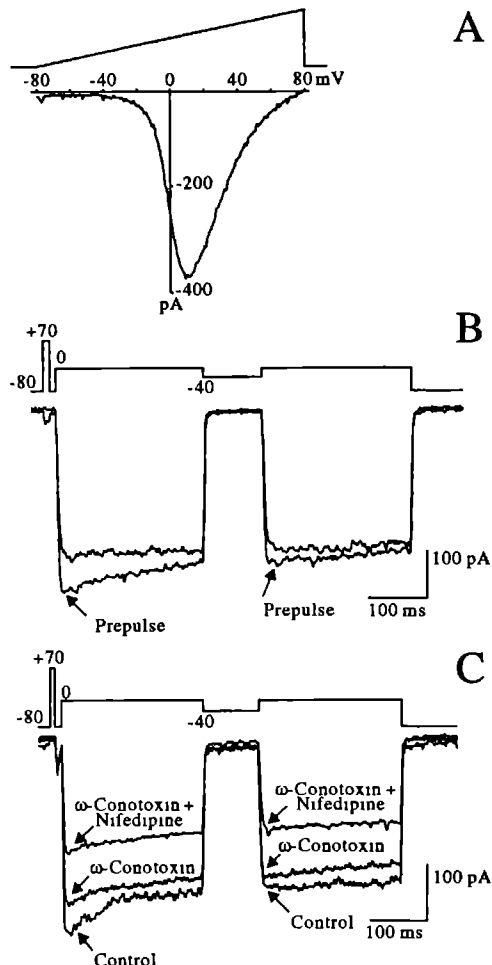 A
-80 -40 0 40 80 mV
-200
-400
pA
B
+70
0
-80
-40
100 pA
Prepulse
Prepulse
100 ms
C
+70
0
-80
-40
ω-Conotoxin +
Nifedipine
ω-Conotoxin +
Nifedipine
ω-Conotoxin
ω-Conotoxin
100 pA
Control
Control
100 ms